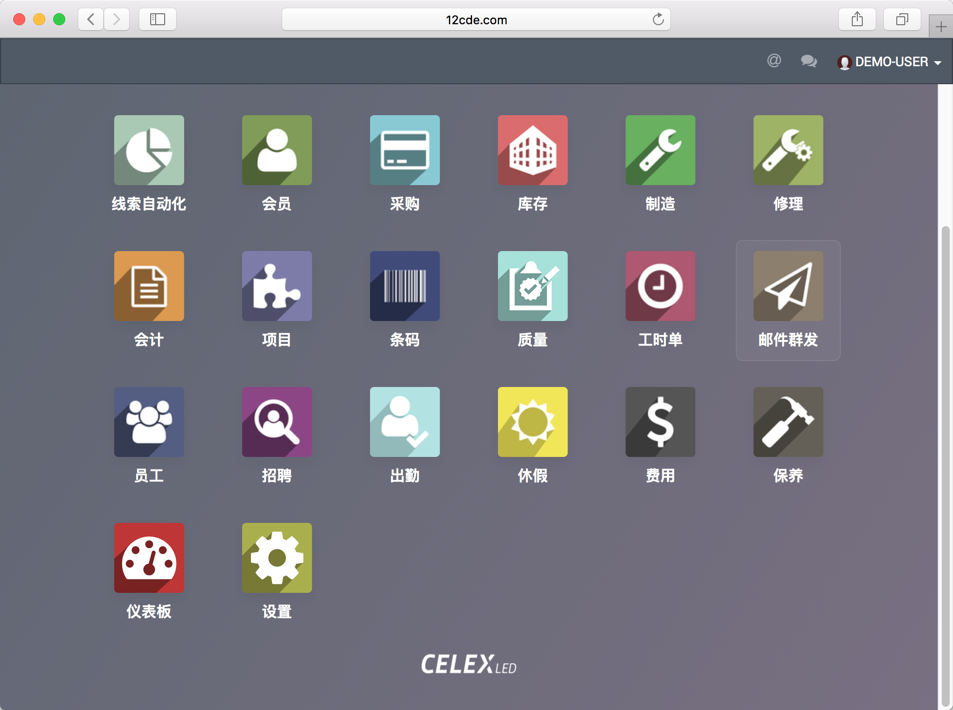 12cde.com
@
DEMO-USER
线索自动化 会员 采购 库存 制造 修理
会计 项目 条码 质量 工时单 邮件群发
员工 招聘 出勤 休假 费用 保养
仪表板 设置
CELEX LED